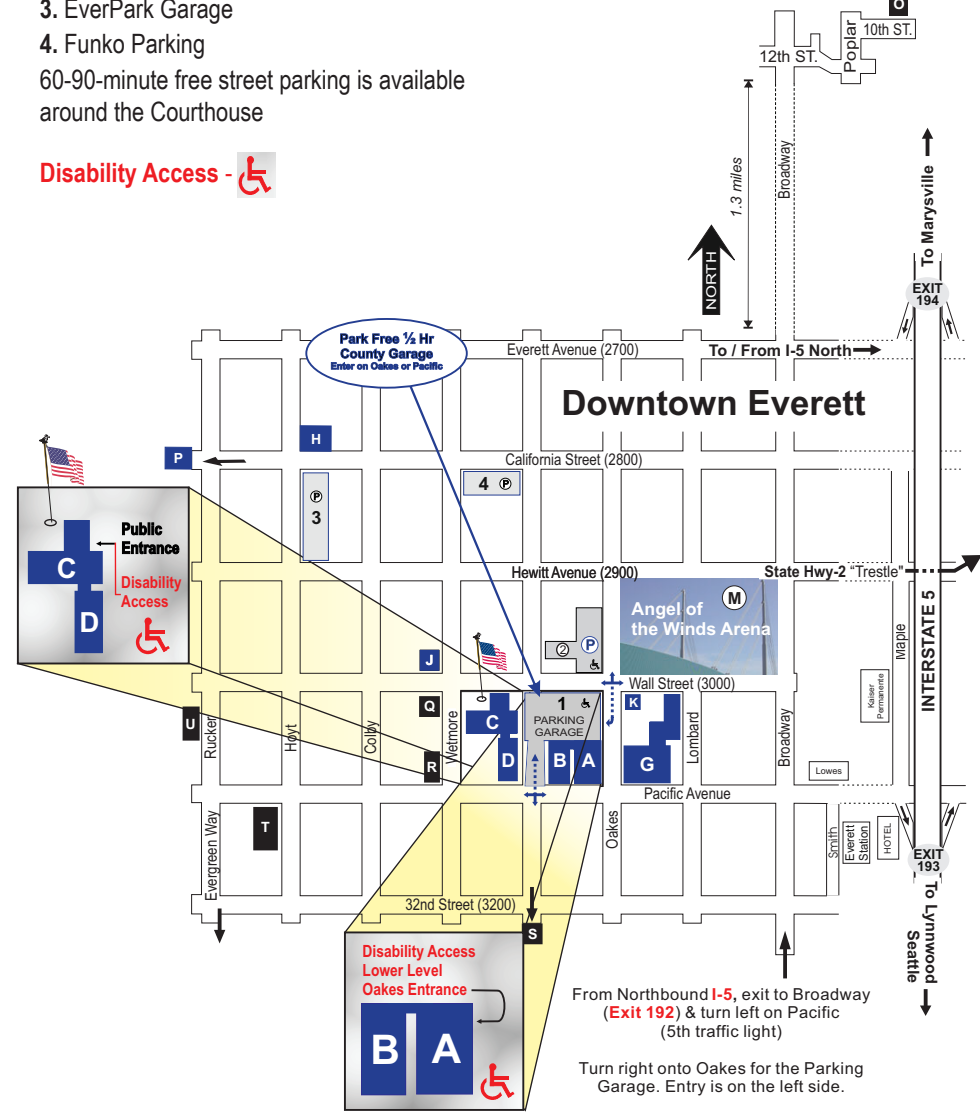 3. EverPark Garage
4. Funko Parking
60-90-minute free street parking is available
around the Courthouse
Disability Access -
O
10th ST.
Poplar
12th ST.
Broadway
1.3 miles
NORTH
To Marysville
EXIT
194
Park Free ½ Hr
County Garage
Enter on Oakes or Pacific
Everett Avenue (2700)
To / From I-5 North
Downtown Everett
H
P
California Street (2800)
P
3
4 P
Public
Entrance
Disability
Access
C
D
Hewitt Avenue (2900)
State Hwy-2 "Trestle"
Angel of
the Winds Arena
M
2
P
J
Wall Street (3000)
Maple
INTERSTATE 5
Kaiser
Permanente
U
Rucker
Hoyt
Colby
Q
R
Wetmore
C
D
1
PARKING
GARAGE
B
A
K
G
Lombard
Broadway
Lowes
Pacific Avenue
T
Evergreen Way
Oakes
Smith
Everett
Station
HOTEL
EXIT
193
To Lynnwood
Seattle
32nd Street (3200)
S
Disability Access
Lower Level
Oakes Entrance
B
A
From Northbound I-5, exit to Broadway
(Exit 192) & turn left on Pacific
(5th traffic light)
Turn right onto Oakes for the Parking
Garage. Entry is on the left side.